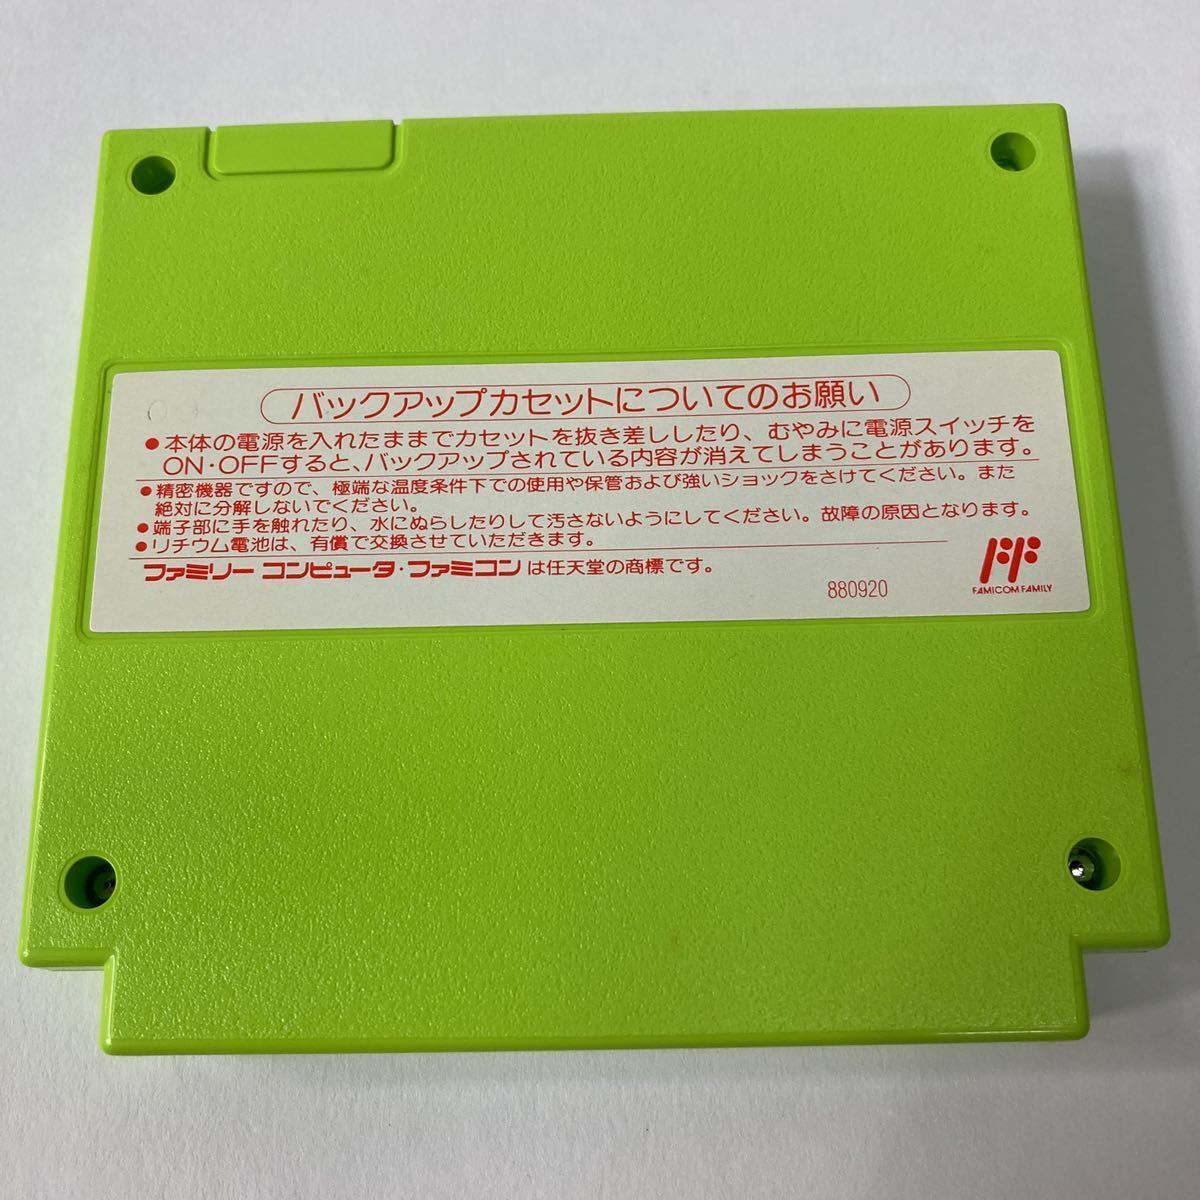 バックアップカセットについてのお願い
●本体の電源を入れたままでカセットを抜き差ししたり、むやみに電源スイッチを
ON・OFFすると、バックアップされている内容が消えてしまうことがあります。
●精密機器ですので、極端な温度条件下での使用や保管および強いショックをさけてください。また
絶対に分解しないでください。
●端子部に手を触れたり、水にぬらしたりして汚さないようにしてください。故障の原因となります。
●リチウム電池は、有償で交換させていただきます。
ファミリーコンピュータ・ファミコンは任天堂の商標です。
880920
FAMICOM FAMILY